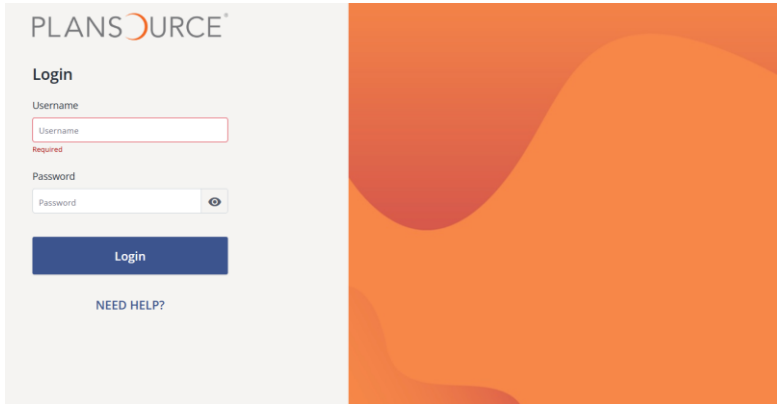 PLANSOURCE®
Login
Username
Username
Required
Password
Password
Login
NEED HELP?